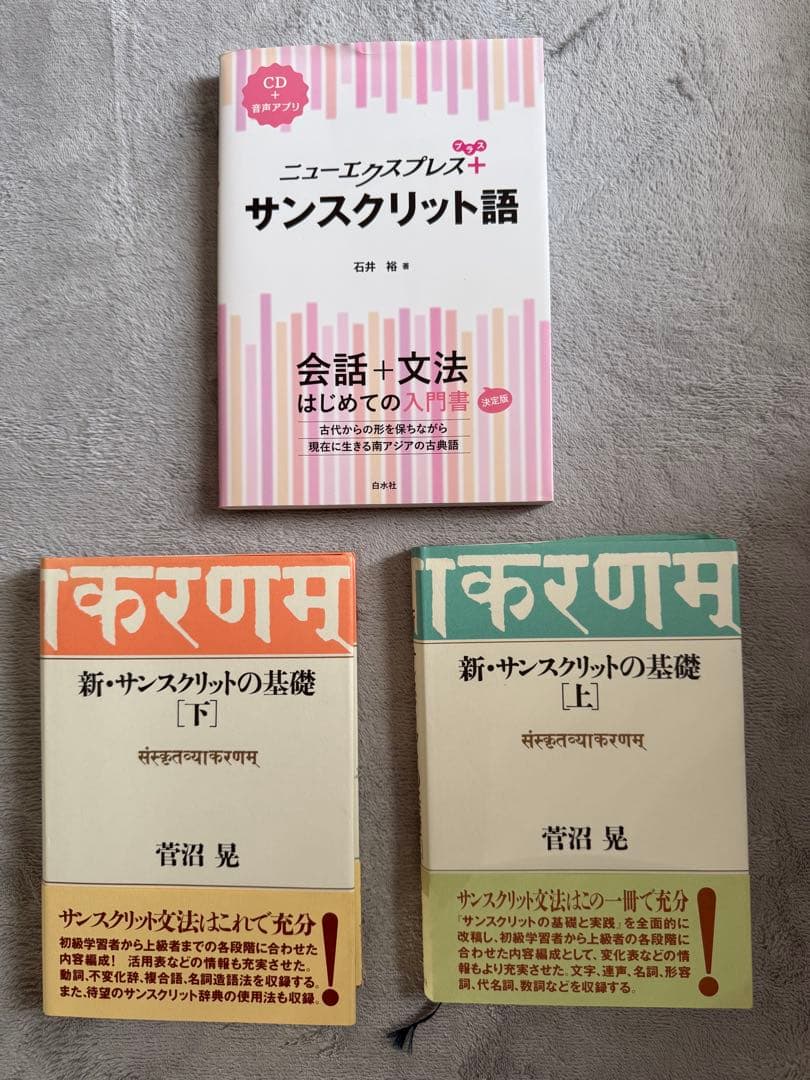 CD
+
音声アプリ
プラス
ニューエクスプレス+
サンスクリット語
石井 裕 著
会話+文法
はじめての入門書
決定版
古代からの形を保ちながら
現在に生きる南アジアの古典語
白水社
ाकरणम्
新・サンスクリットの基礎
[下]
संस्कृतव्याकरणम्
菅沼 晃
サンスクリット文法はこれで充分!
初級学習者から上級者までの各段階に合わせた
内容編成! 活用表などの情報も充実させた。
動詞、不変化辞、複合語、名詞造語法を収録する。
また、待望のサンスクリット辞典の使用法も収録。
ाकरणम्
新・サンスクリットの基礎
[上]
संस्कृतव्याकरणम्
菅沼 晃
サンスクリット文法はこの一冊で充分!
『サンスクリットの基礎と実践』を全面的に
改稿し、初級学習者から上級者の各段階に
合わせた内容編成として、変化表などの情
報もより充実させた。文字、連声、名詞、形容
詞、代名詞、数詞などを収録する。